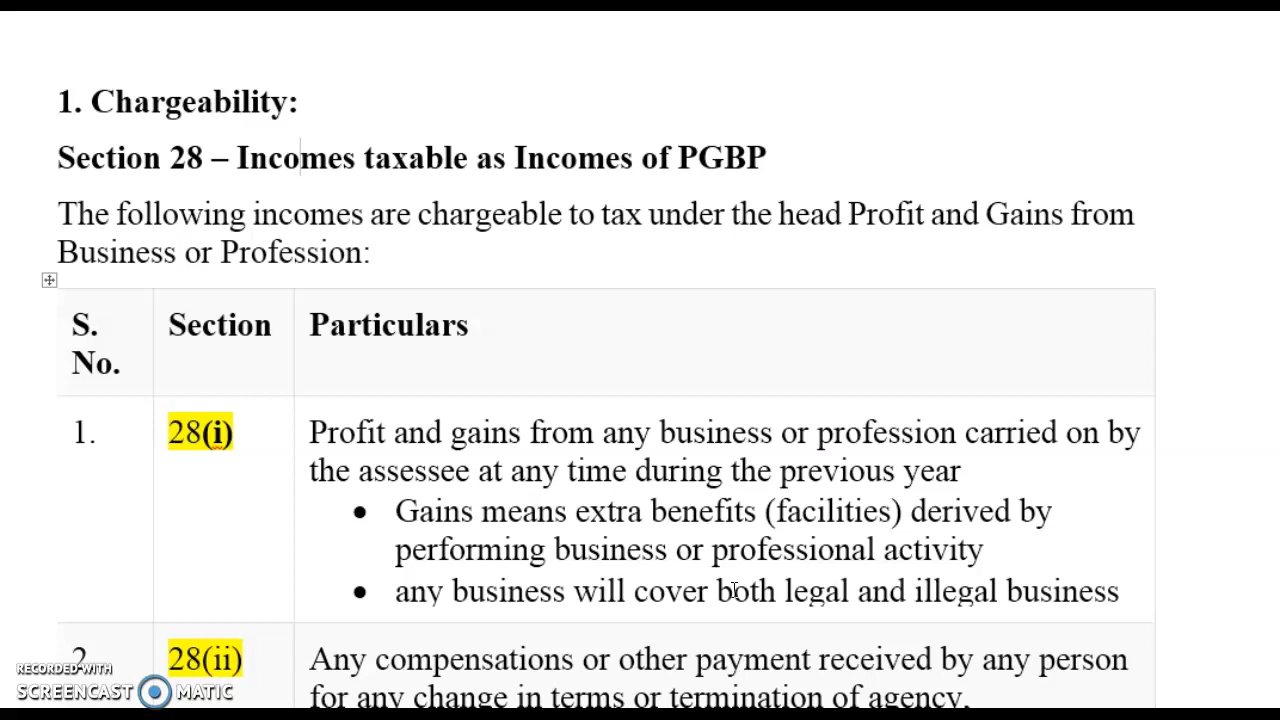 1. Chargeability:
Section 28 – Incomes taxable as Incomes of PGBP
The following incomes are chargeable to tax under the head Profit and Gains from
Business or Profession:
S. No.
Section
Particulars
1.
28(i)
Profit and gains from any business or profession carried on by
the assessee at any time during the previous year
• Gains means extra benefits (facilities) derived by
performing business or professional activity
• any business will cover both legal and illegal business
2.
28(ii)
Any compensations or other payment received by any person
for any change in terms or termination of agency,
RECORDED WITH
SCREENCAST MATIC